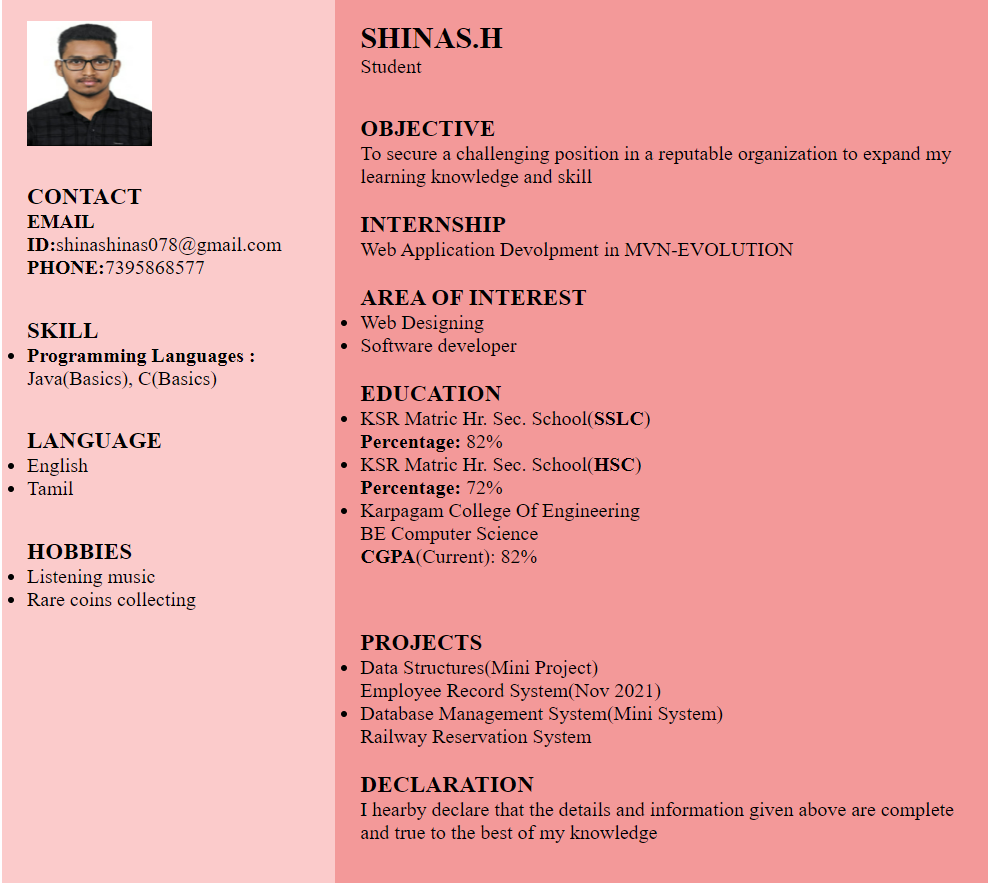 CONTACT
EMAIL
ID:shinashinas078@gmail.com
PHONE:7395868577
SKILL
Programming Languages :
Java(Basics), C(Basics)
LANGUAGE
English
Tamil
HOBBIES
Listening music
Rare coins collecting
SHINAS.H
Student
OBJECTIVE
To secure a challenging position in a reputable organization to expand my
learning knowledge and skill
INTERNSHIP
Web Application Devolpment in MVN-EVOLUTION
AREA OF INTEREST
Web Designing
Software developer
EDUCATION
KSR Matric Hr. Sec. School(SSLC)
Percentage: 82%
KSR Matric Hr. Sec. School(HSC)
Percentage: 72%
Karpagam College Of Engineering
BE Computer Science
CGPA(Current): 82%
PROJECTS
Data Structures(Mini Project)
Employee Record System(Nov 2021)
Database Management System(Mini System)
Railway Reservation System
DECLARATION
I hearby declare that the details and information given above are complete
and true to the best of my knowledge